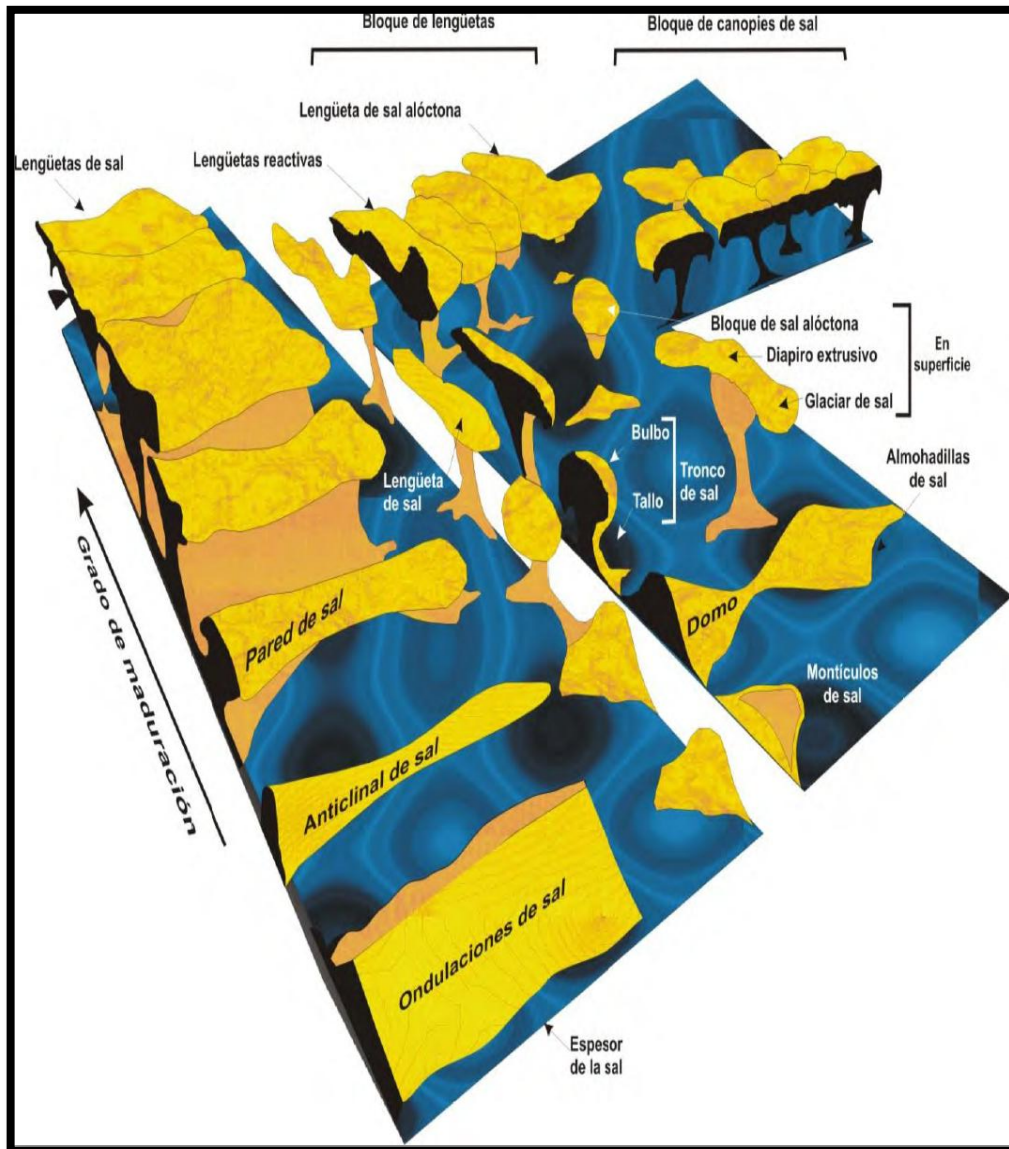 Bloque de lengüetas
Bloque de canopies de sal
Lengüeta de sal alóctona
Lengüetas reactivas
Lengüetas de sal
Bloque de sal alóctona
Diapiro extrusivo
Glaciar de sal
En
superficie
Bulbo
Tallo
Tronco
de sal
Almohadillas
de sal
Lengüeta
de sal
Grado de maduración
Pared de sal
Domo
Montículos
de sal
Anticlinal de sal
Ondulaciones de sal
Espesor
de la sal